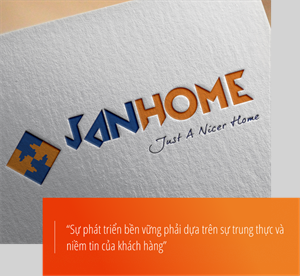 JANHOME
Just A Nicer Home
“Sự phát triển bền vững phải dựa trên sự trung thực và
niềm tin của khách hàng”